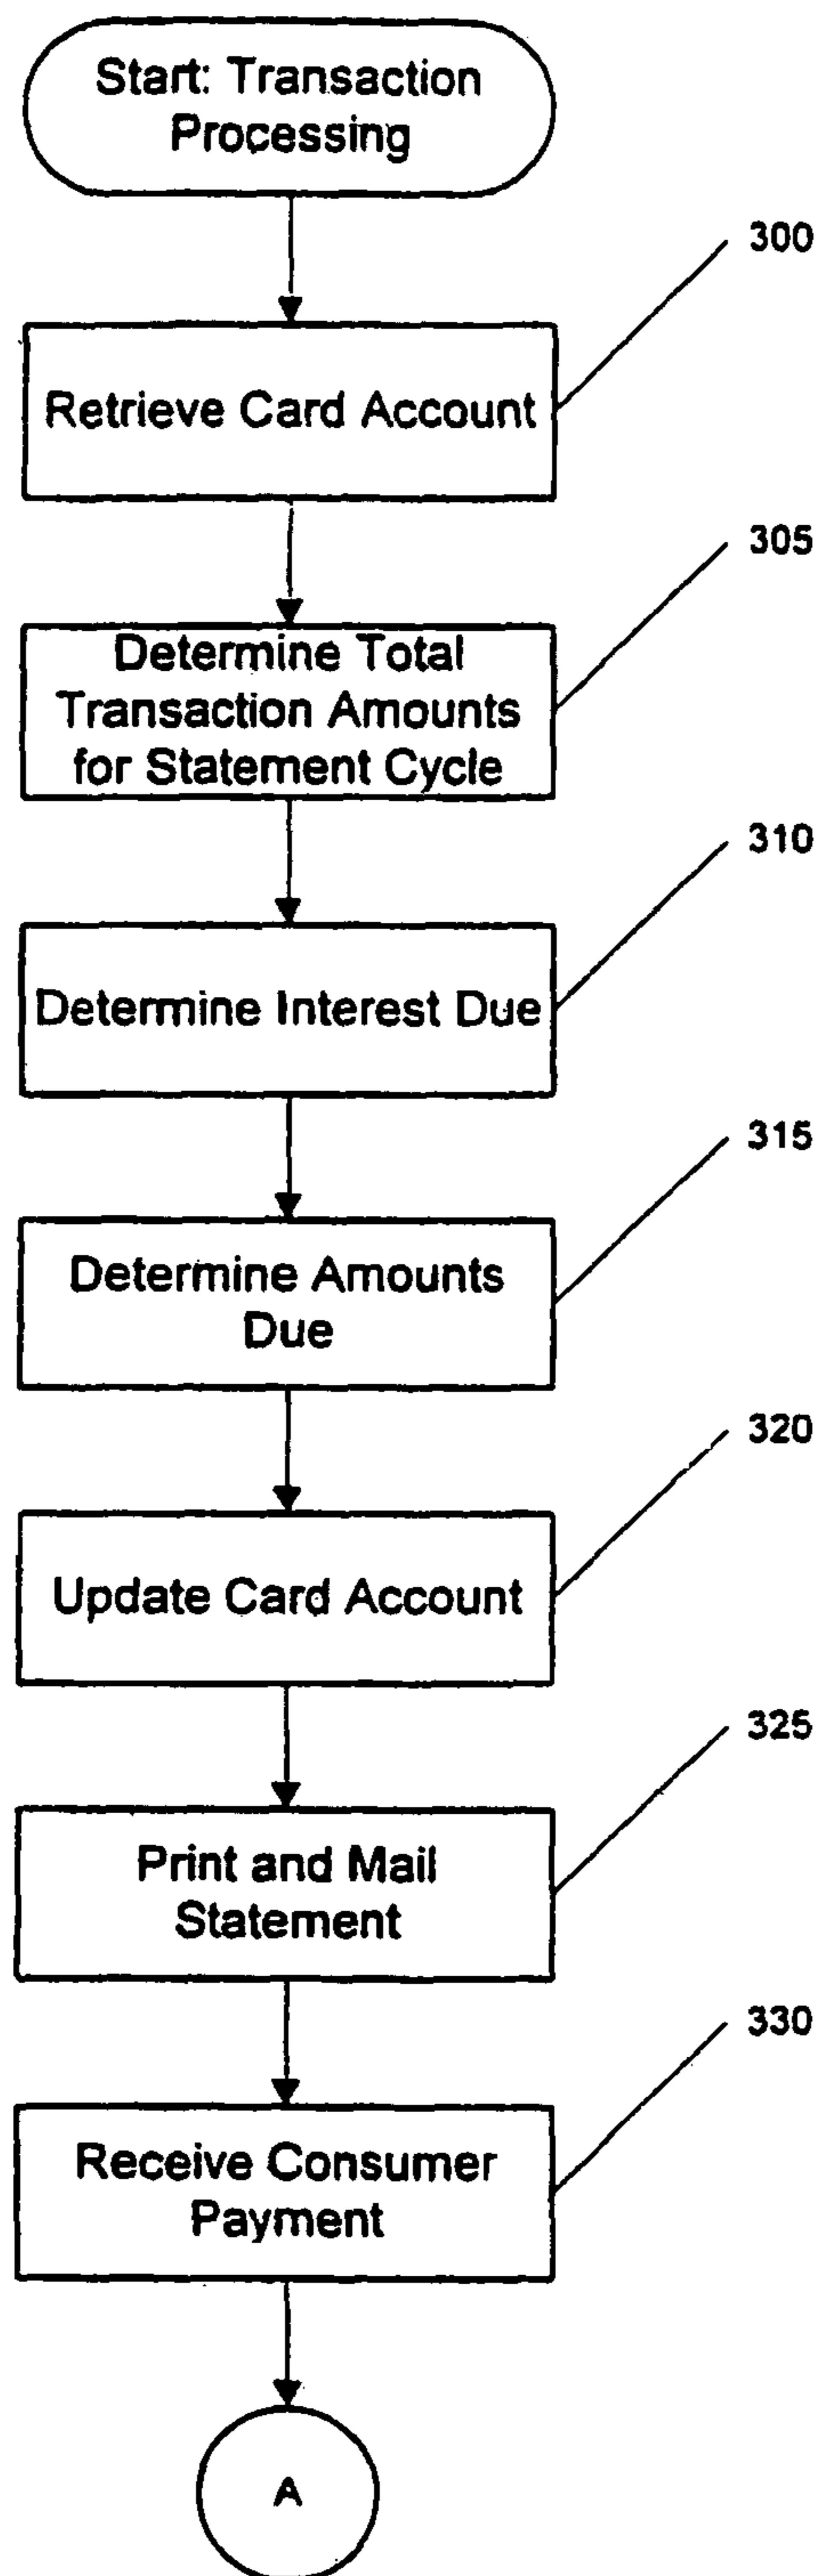 Start: Transaction
Processing
300
Retrieve Card Account
305
Determine Total
Transaction Amounts
for Statement Cycle
310
Determine Interest Due
315
Determine Amounts
Due
320
Update Card Account
325
Print and Mail
Statement
330
Receive Consumer
Payment
A